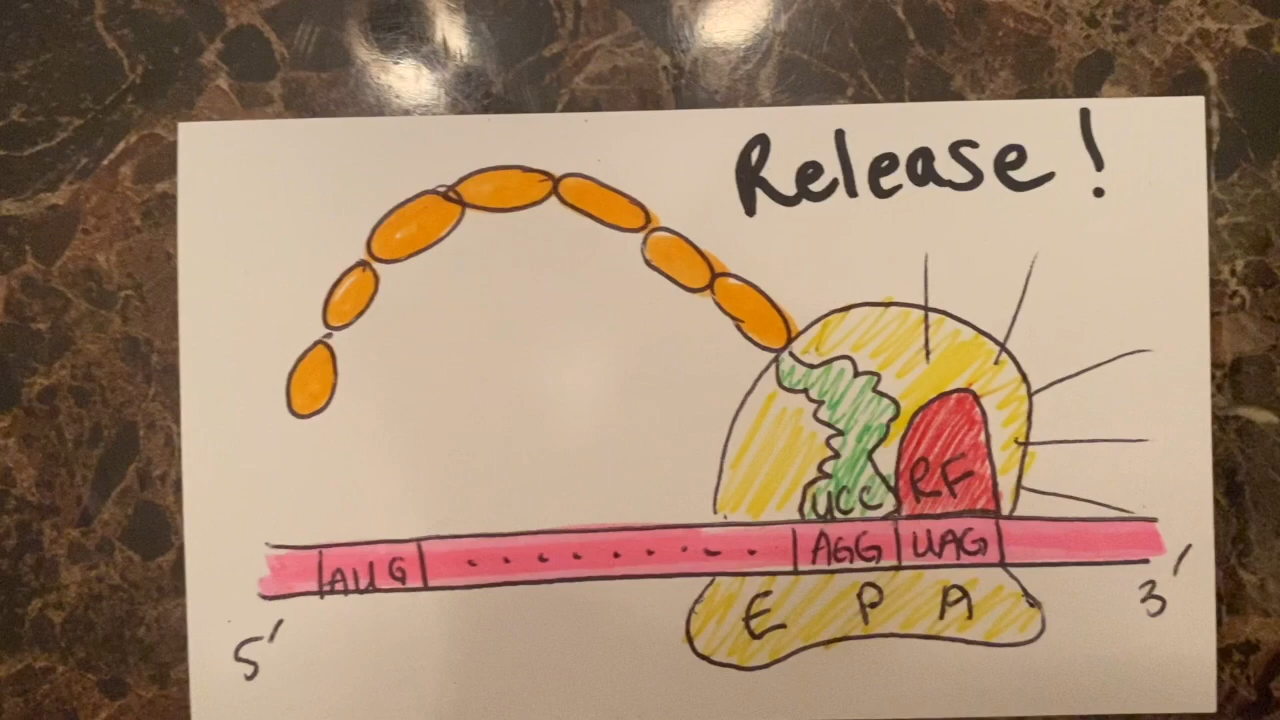 Release!
UCC RF
AUG ......... AGG UAG
E P A
5' 3'